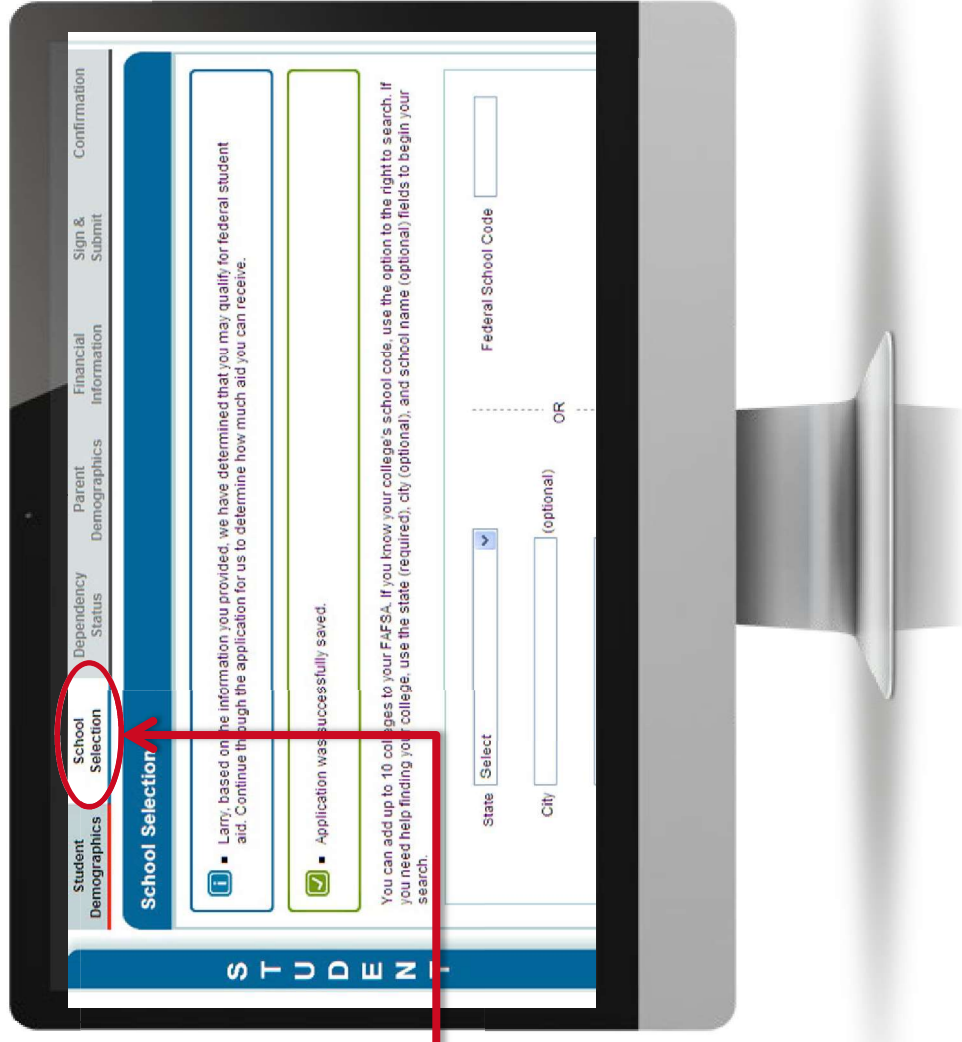 Student
Demographics
School
Selection
Dependency
Status
Parent
Demographics
Financial
Information
Sign &
Submit
Confirmation
STUDENT
School Selection
Larry, based on the information you provided, we have determined that you may qualify for federal student
aid. Continue through the application for us to determine how much aid you can receive.
Application was successfully saved.
You can add up to 10 colleges to your FAFSA. If you know your college's school code, use the option to the right to search. If
you need help finding your college, use the state (required), city (optional), and school name (optional) fields to begin your
search.
State Select
Federal School Code
OR
City (optional)